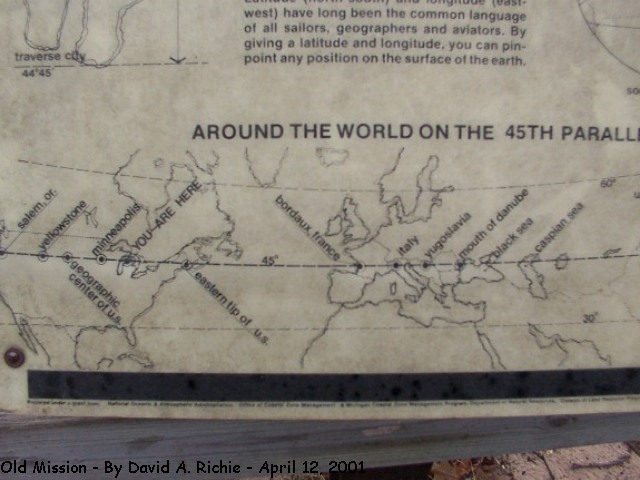 Latitude (north-south) and longitude (east-
west) have long been the common language
of all sailors, geographers and aviators. By
giving a latitude and longitude, you can pin-
point any position on the surface of the earth.
traverse city
44°45'
so
AROUND THE WORLD ON THE 45TH PARALLE
60°
salem, or.
yellowstone
minneapolis
YOU ARE HERE
geographic
center of u.s.
45°
eastern tip of u.s.
bordaux, france
italy
yugoslavia
mouth of danube
black sea
caspian sea
30°
Old Mission - By David A. Richie - April 12, 2001